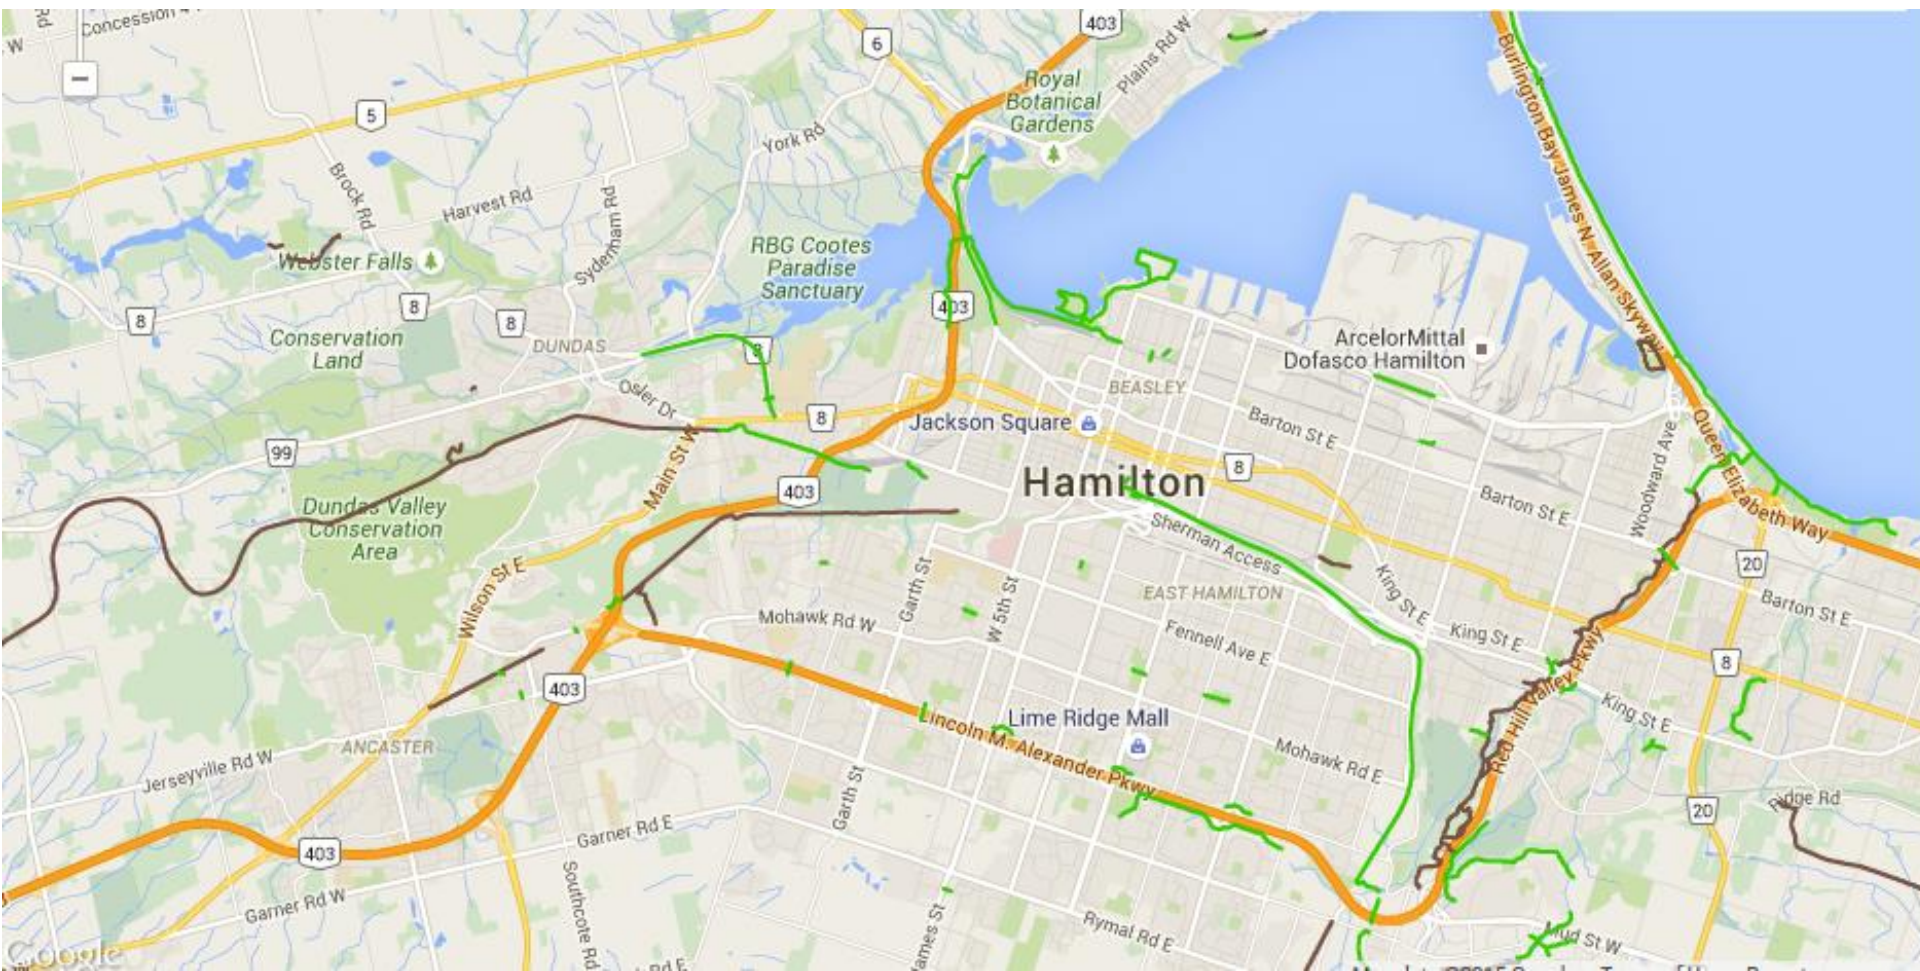 Concession 4
Rd
W
403
6
Plains Rd W
Royal
Botanical
Gardens
5
York Rd
Burlington Bay James N. Allan Skyway
Brock Rd
Harvest Rd
Sydenham Rd
Webster Falls
RBG Cootes
Paradise
Sanctuary
8
8
8
403
Conservation
Land
DUNDAS
8
ArcelorMittal
Dofasco Hamilton
Osler Dr
BEASLEY
8
Jackson Square
Barton St E
99
Main St W
403
Hamilton
8
Barton St E
Woodward Ave
Queen Elizabeth Way
Dundas Valley
Conservation
Area
Sherman Access
20
Wilson St E
Garth St
W 5th St
EAST HAMILTON
King St E
Barton St E
Mohawk Rd W
Fennell Ave E
King St E
8
403
Red Hill Valley Pkwy
King St E
Lincoln M. Alexander Pkwy
Lime Ridge Mall
ANCASTER
Mohawk Rd E
Jerseyville Rd W
Garth St
Ridge Rd
20
Garner Rd E
403
Southcote Rd
Garner Rd W
James St
Rymal Rd E
Mud St W
Google
Rd E